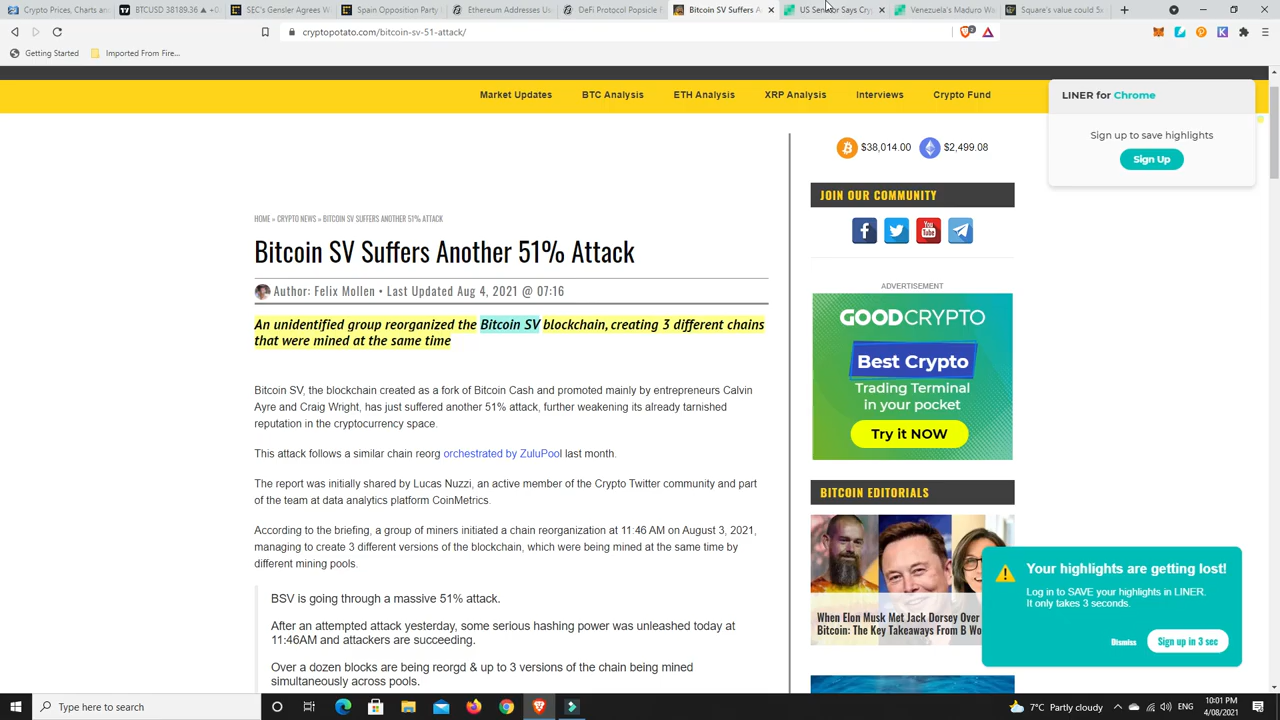 Crypto Prices, Charts and Cry
BTCUSD 38189.36 ▲ +0
SEC's Gensler Agrees W
Spain Opposition Party
Ethereum Addresses Us
DeFi Protocol Popsicle F
Bitcoin SV Suffers A
US Senator Says Cry
Venezuela's Maduro We
Square's value could 5x
cryptopotato.com/bitcoin-sv-51-attack/
Getting Started
Imported From Fire...
Market Updates
BTC Analysis
ETH Analysis
XRP Analysis
Interviews
Crypto Fund
LINER for Chrome
Sign up to save highlights
Sign Up
$38,014.00
$2,499.08
JOIN OUR COMMUNITY
You
Tube
HOME » CRYPTO NEWS » BITCOIN SV SUFFERS ANOTHER 51% ATTACK
Bitcoin SV Suffers Another 51% Attack
Author: Felix Mollen • Last Updated Aug 4, 2021 @ 07:16
An unidentified group reorganized the Bitcoin SV blockchain, creating 3 different chains
that were mined at the same time
Bitcoin SV, the blockchain created as a fork of Bitcoin Cash and promoted mainly by entrepreneurs Calvin
Ayre and Craig Wright, has just suffered another 51% attack, further weakening its already tarnished
reputation in the cryptocurrency space.
This attack follows a similar chain reorg orchestrated by ZuluPool last month.
The report was initially shared by Lucas Nuzzi, an active member of the Crypto Twitter community and part
of the team at data analytics platform CoinMetrics.
According to the briefing, a group of miners initiated a chain reorganization at 11:46 AM on August 3, 2021,
managing to create 3 different versions of the blockchain, which were being mined at the same time by
different mining pools.
BSV is going through a massive 51% attack.
After an attempted attack yesterday, some serious hashing power was unleashed today at
11:46AM and attackers are succeeding.
Over a dozen blocks are being reorgd & up to 3 versions of the chain being mined
simultaneously across pools.
ADVERTISEMENT
GOODCRYPTO
Best Crypto
Trading Terminal
in your pocket
Try it NOW
BITCOIN EDITORIALS
When Elon Musk Met Jack Dorsey Over
Bitcoin: The Key Takeaways From B Wo
Your highlights are getting lost!
Log in to SAVE your highlights in LINER.
It only takes 3 seconds.
Dismiss
Sign up in 3 sec
Type here to search
7°C Partly cloudy
ENG
10:01 PM
4/08/2021